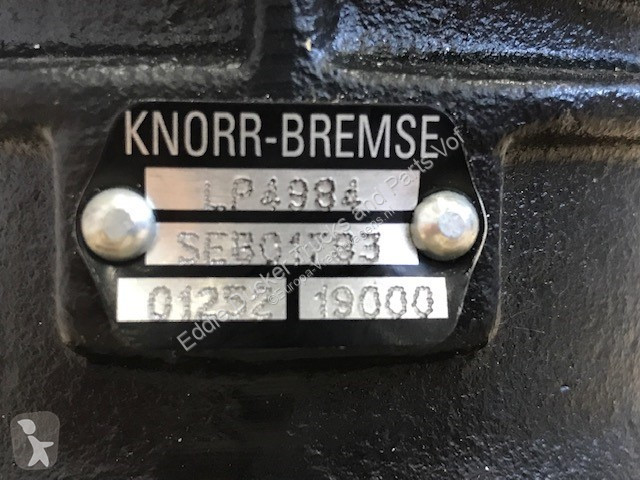 KNORR-BREMSE
LP4984
SEB01783
01252 19000